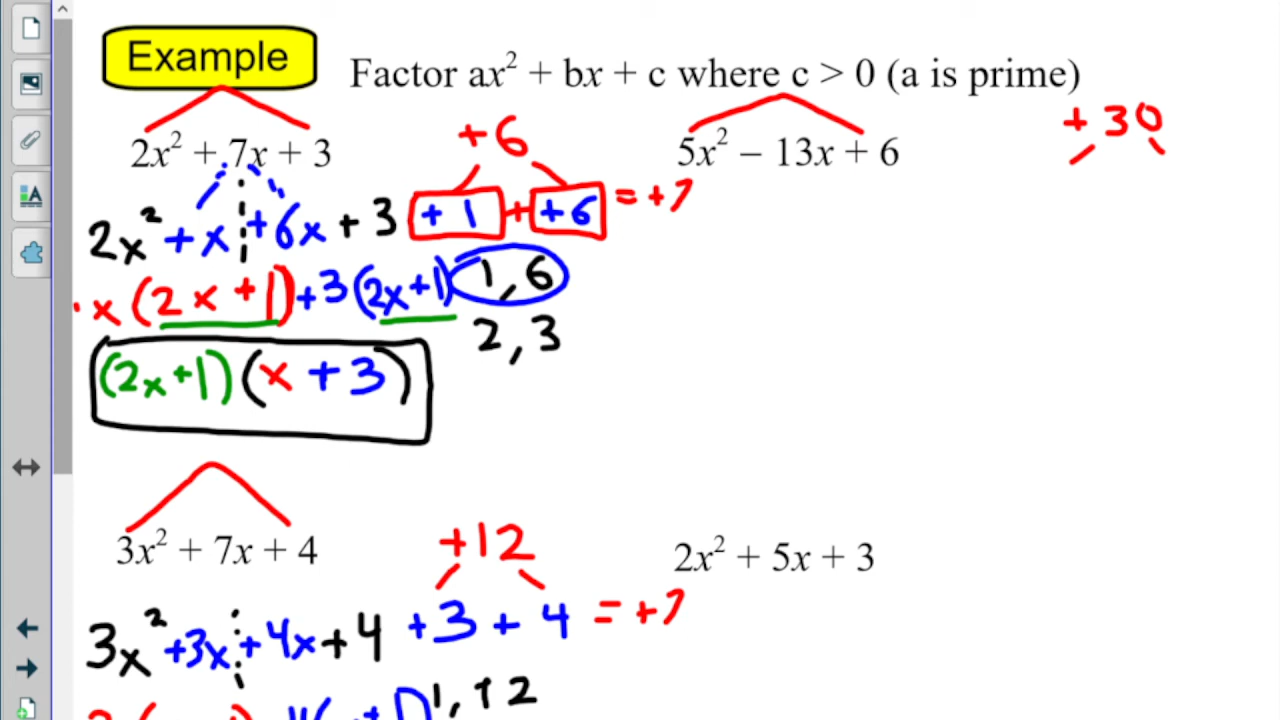 Example
Factor ax² + bx + c where c > 0 (a is prime)
2x² + 7x + 3
+6
+1 + +6 = +7
2x² + x + 6x + 3
1, 6
x(2x+1) + 3(2x+1)
2, 3
(2x+1)(x+3)
5x² – 13x + 6
+30
3x² + 7x + 4
+12
+3 + 4 = +7
3x² +3x +4x +4
1, 12
2x² + 5x + 3